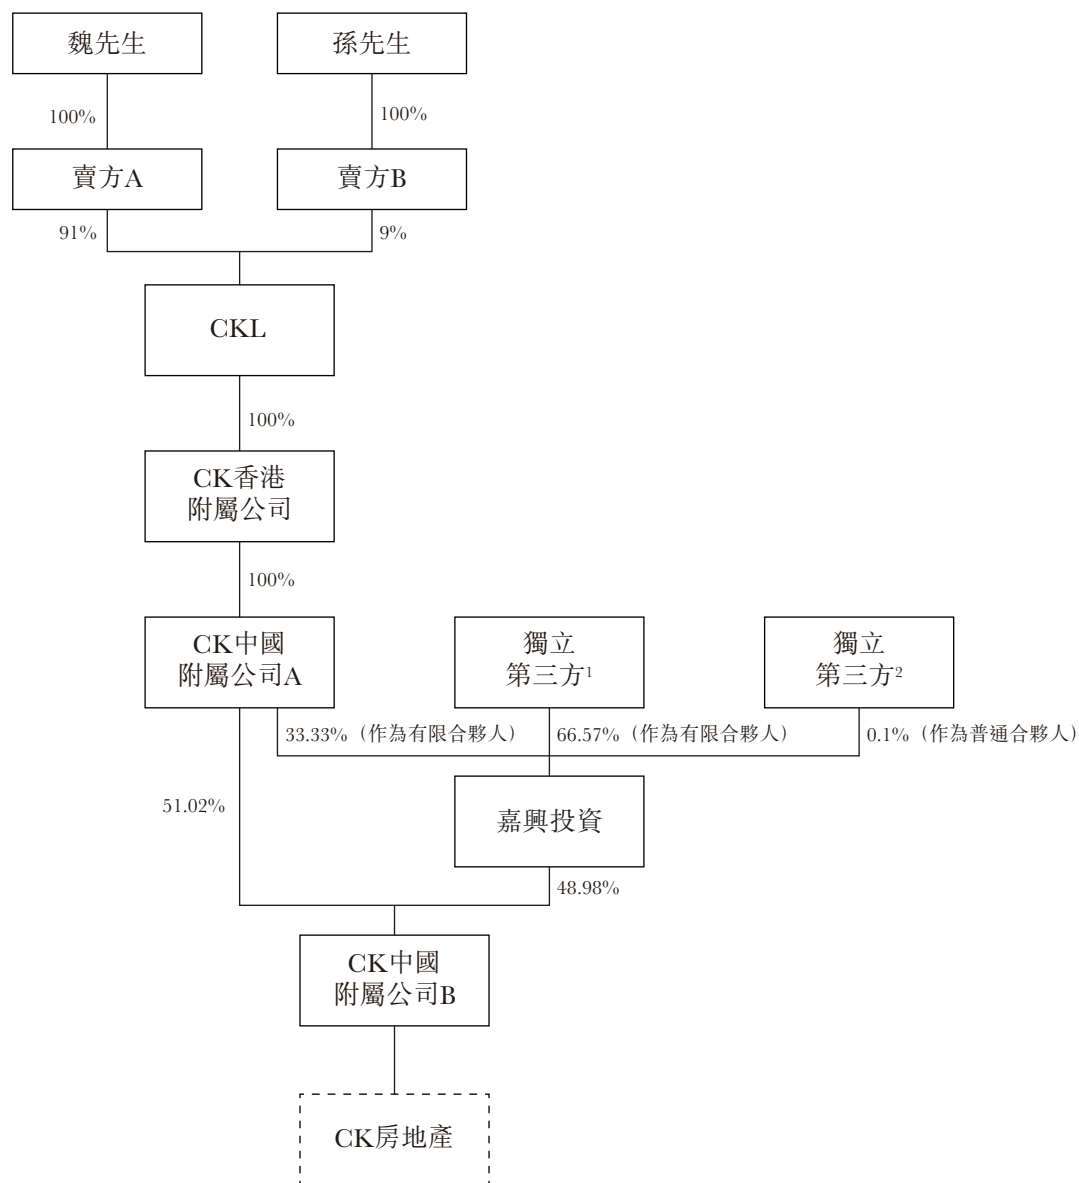 魏先生
孫先生
100%
100%
賣方A
賣方B
91%
9%
CKL
100%
CK香港
附屬公司
100%
CK中國
附屬公司A
獨立
第三方1
獨立
第三方2
33.33%（作為有限合夥人）
66.57%（作為有限合夥人）
0.1%（作為普通合夥人）
51.02%
嘉興投資
48.98%
CK中國
附屬公司B
CK房地產